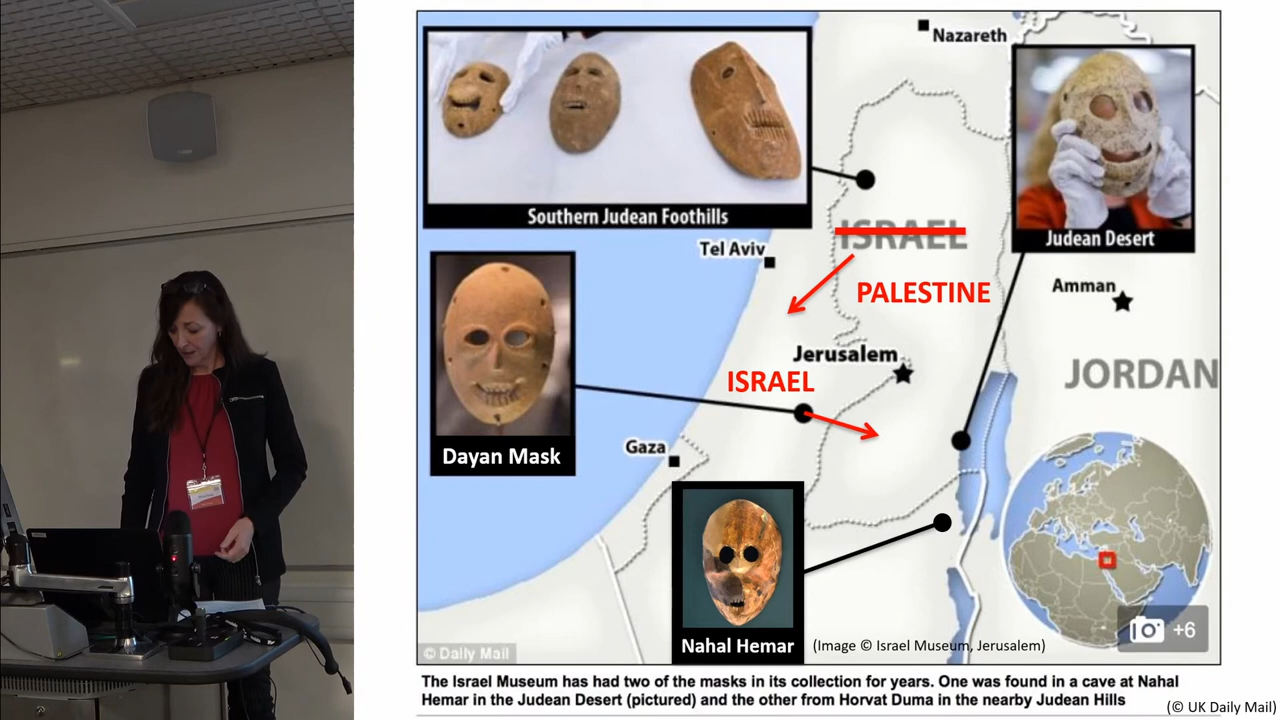 Nazareth
Southern Judean Foothills
Judean Desert
ISRAEL
Tel Aviv
PALESTINE
Amman
Jerusalem
JORDAN
ISRAEL
Dayan Mask
Gaza
Nahal Hemar
(Image © Israel Museum, Jerusalem)
+6
© Daily Mail
The Israel Museum has had two of the masks in its collection for years. One was found in a cave at Nahal
Hemar in the Judean Desert (pictured) and the other from Horvat Duma in the nearby Judean Hills
(© UK Daily Mail)